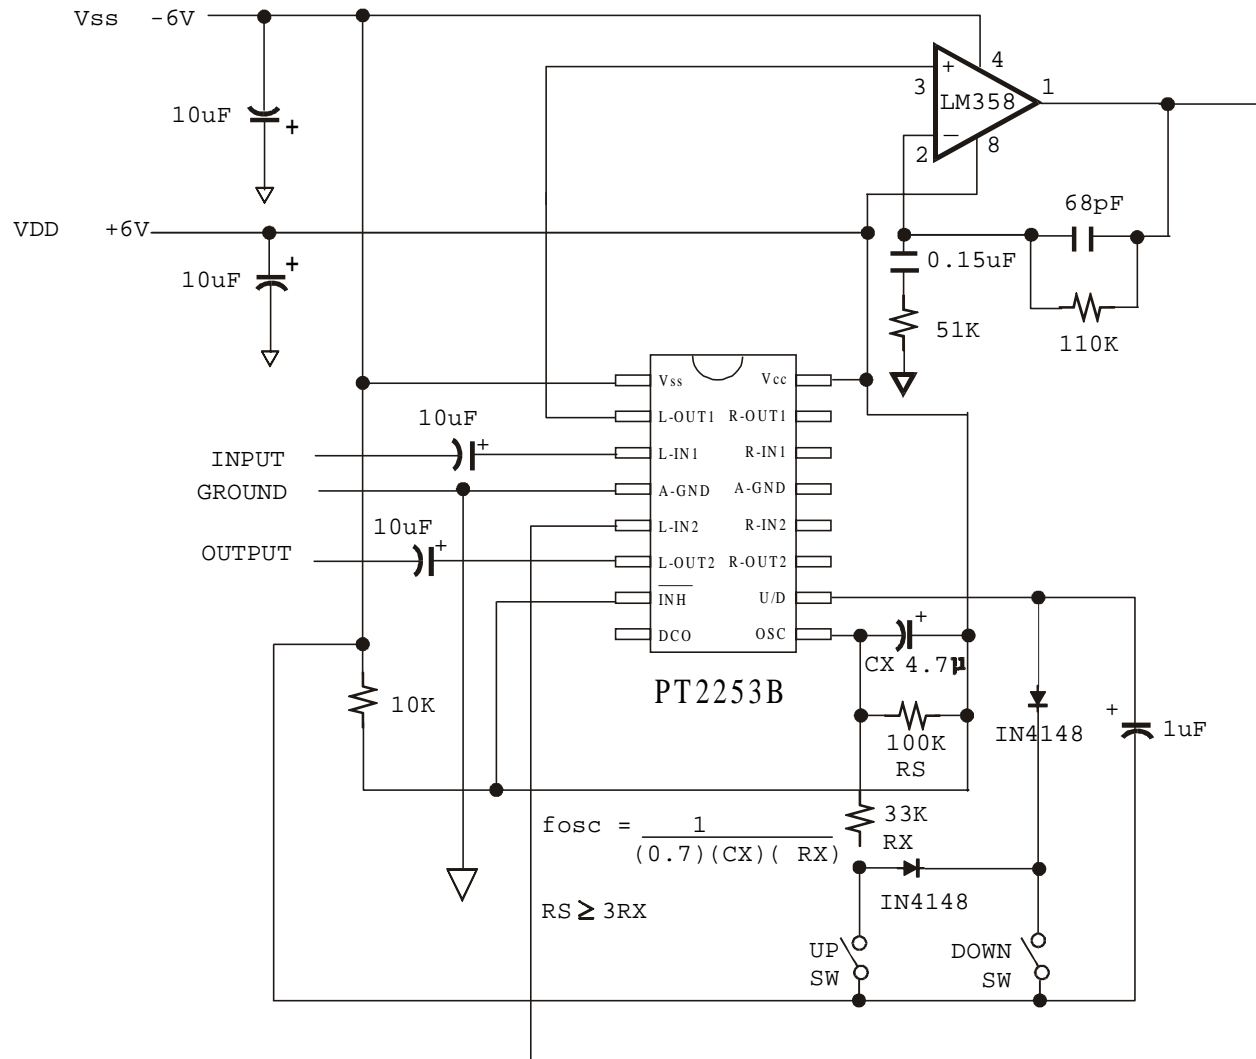 Vss -6V
4
+
3
LM358
1
10uF
+
2
—
8
68pF
VDD +6V
+
0.15uF
10uF
51K
110K
Vss
Vcc
10uF
L-OUT1
R-OUT1
+
INPUT
L-IN1
R-IN1
GROUND
A-GND
A-GND
10uF
L-IN2
R-IN2
+
OUTPUT
L-OUT2
R-OUT2
INH
U/D
DCO
OSC
+
CX 4.7µ
PT2253B
10K
+
IN4148
1uF
100K
RS
33K
RX
fosc = 1
(0.7)(CX)( RX)
IN4148
RS ≥ 3RX
UP
SW
DOWN
SW